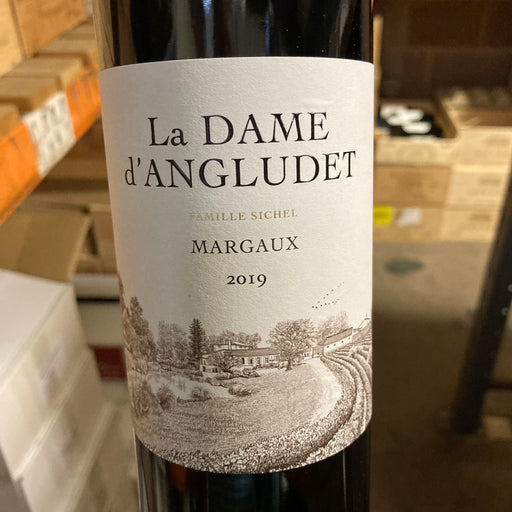 La DAME
d'ANGLUDET
FAMILLE SICHEL
MARGAUX
2019